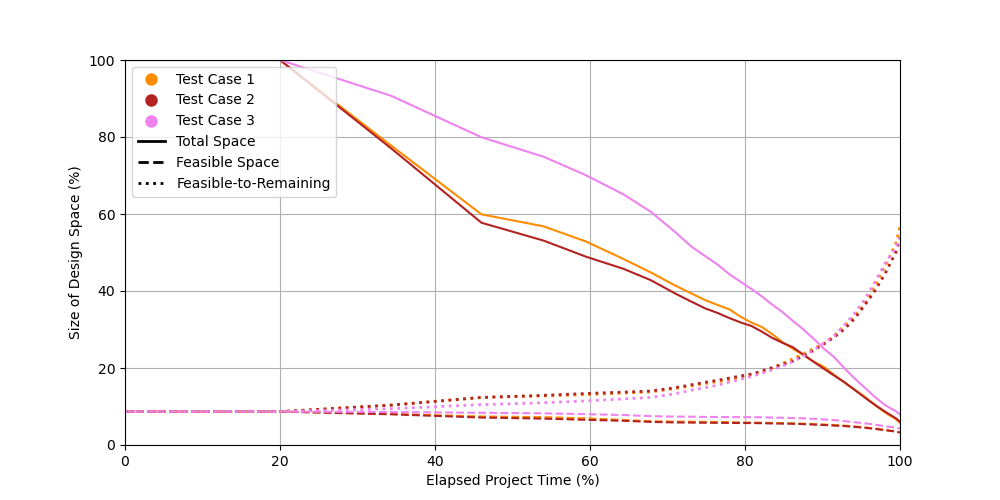 100
80
60
40
20
0
Size of Design Space (%)
Test Case 1
Test Case 2
Test Case 3
Total Space
Feasible Space
Feasible-to-Remaining
0 20 40 60 80 100
Elapsed Project Time (%)